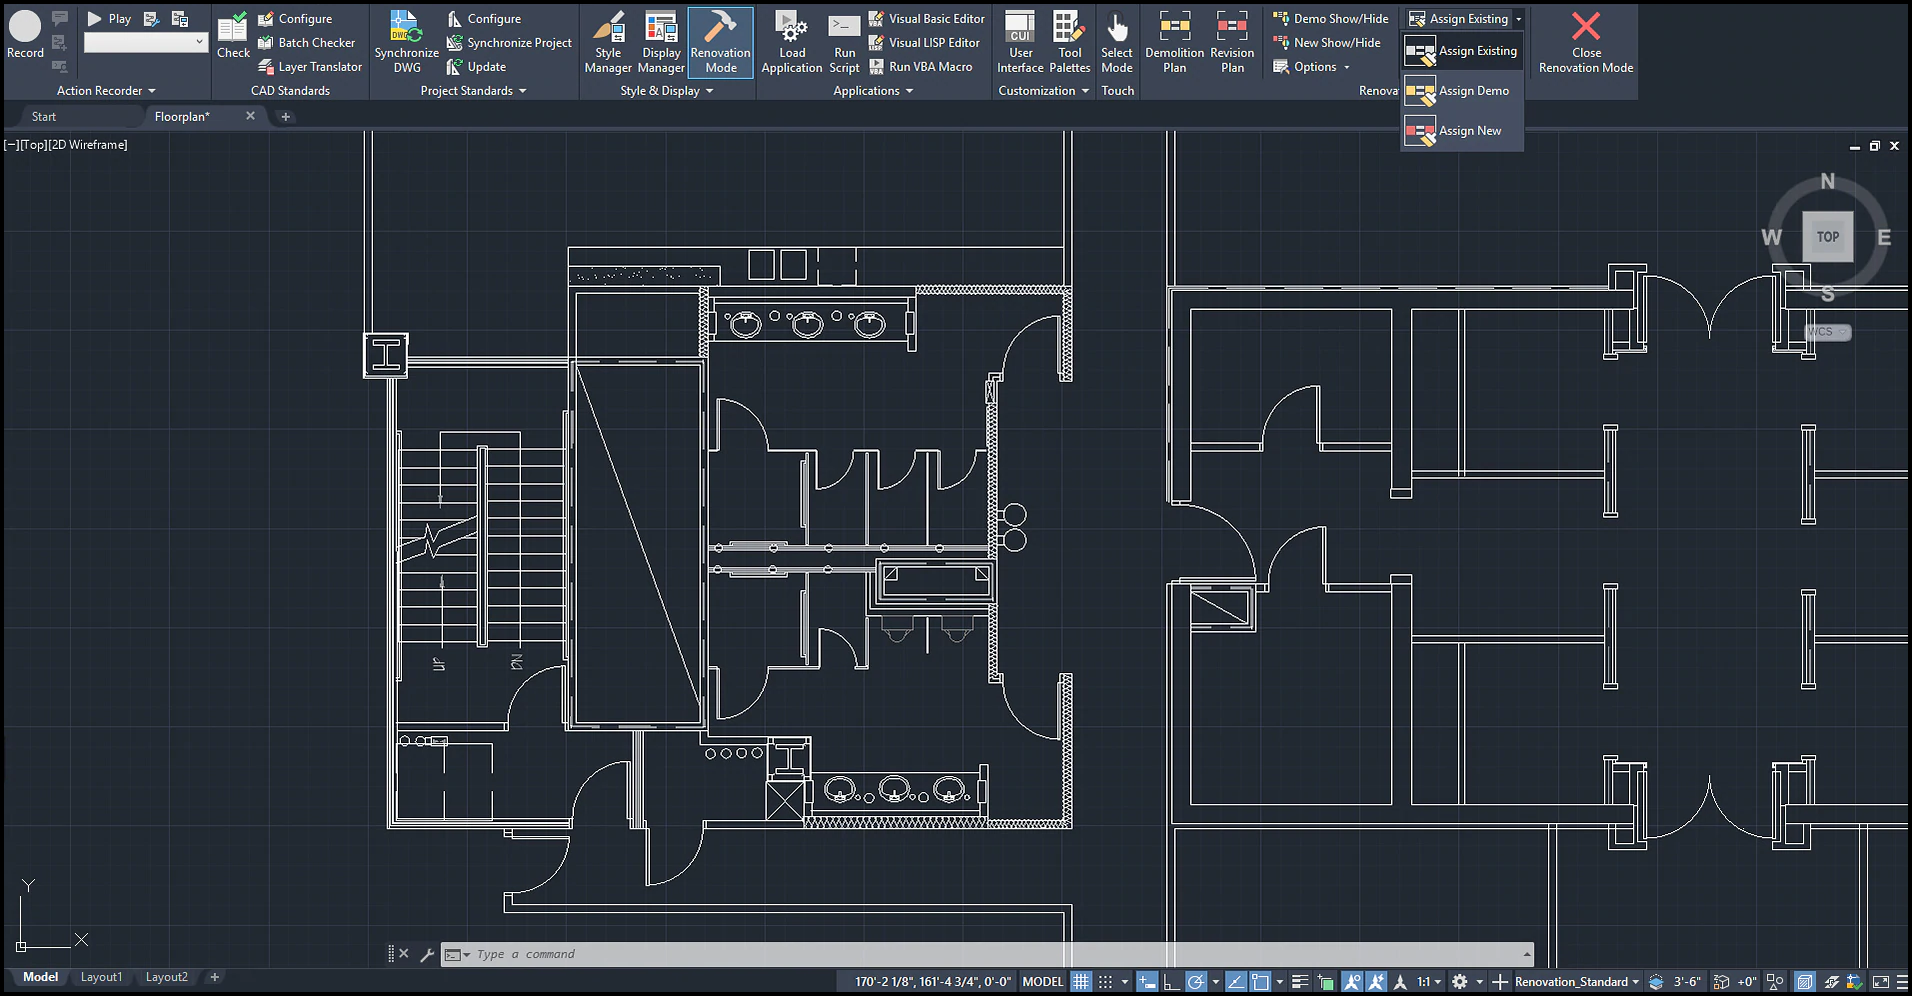 Play
Configure
Configure
Visual Basic Editor
Demo Show/Hide
Assign Existing
Record
Check
Batch Checker
Synchronize
DWG
Synchronize Project
Style
Manager
Display
Manager
Renovation
Mode
Load
Application
Run
Script
Visual LISP Editor
CUI
User
Interface
Tool
Palettes
Select
Mode
Demolition
Plan
Revision
Plan
New Show/Hide
Assign Existing
Close
Renovation Mode
Layer Translator
Update
Run VBA Macro
Options
Action Recorder
CAD Standards
Project Standards
Style & Display
Applications
Customization
Touch
Renova
Assign Demo
Assign New
Start
Floorplan*
[−][Top][2D Wireframe]
N
W
TOP
E
S
WCS
UP
DN
Y
X
Type a command
Model
Layout1
Layout2
170'-2 1/8", 161'-4 3/4", 0'-0"
MODEL
1:1
Renovation_Standard
3'-6"
+0"